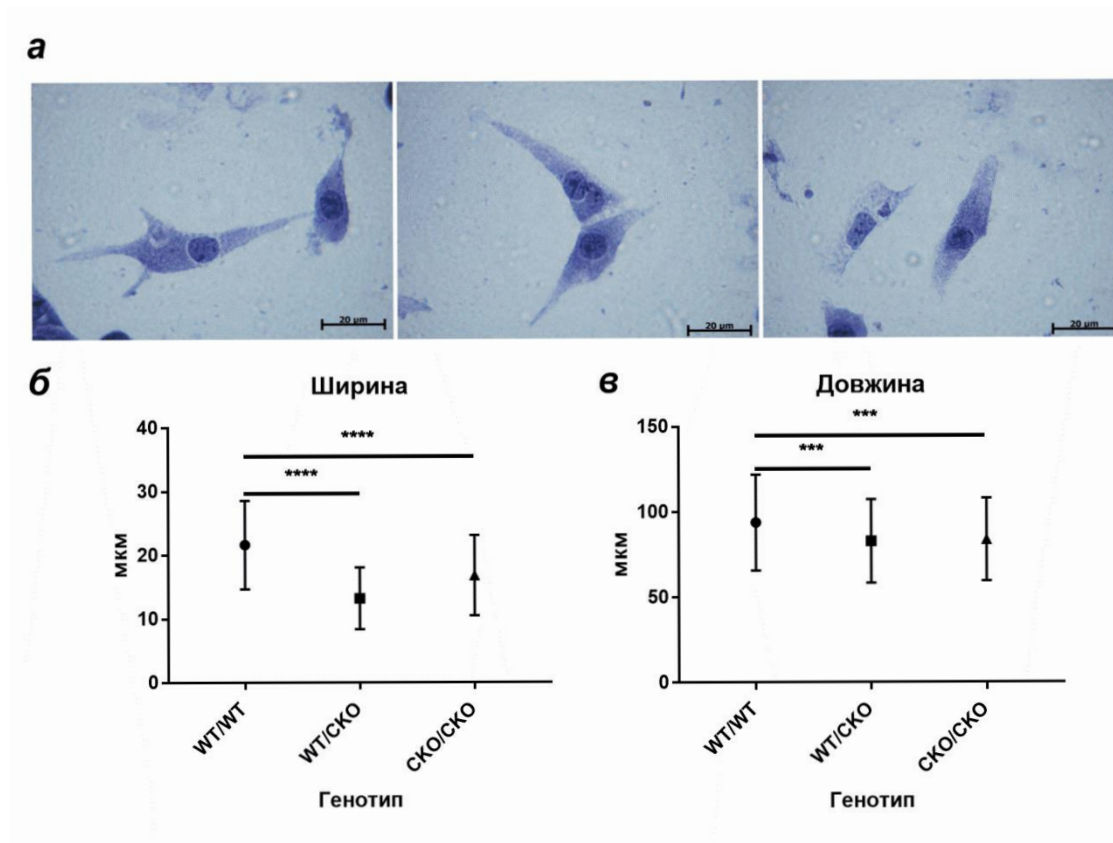 а
20 µm
20 µm
20 µm
б
Ширина
мкм
40
30
20
10
0
****
****
WT/WT
WT/CKO
CKO/CKO
Генотип
в
Довжина
мкм
150
100
50
0
***
***
WT/WT
WT/CKO
CKO/CKO
Генотип